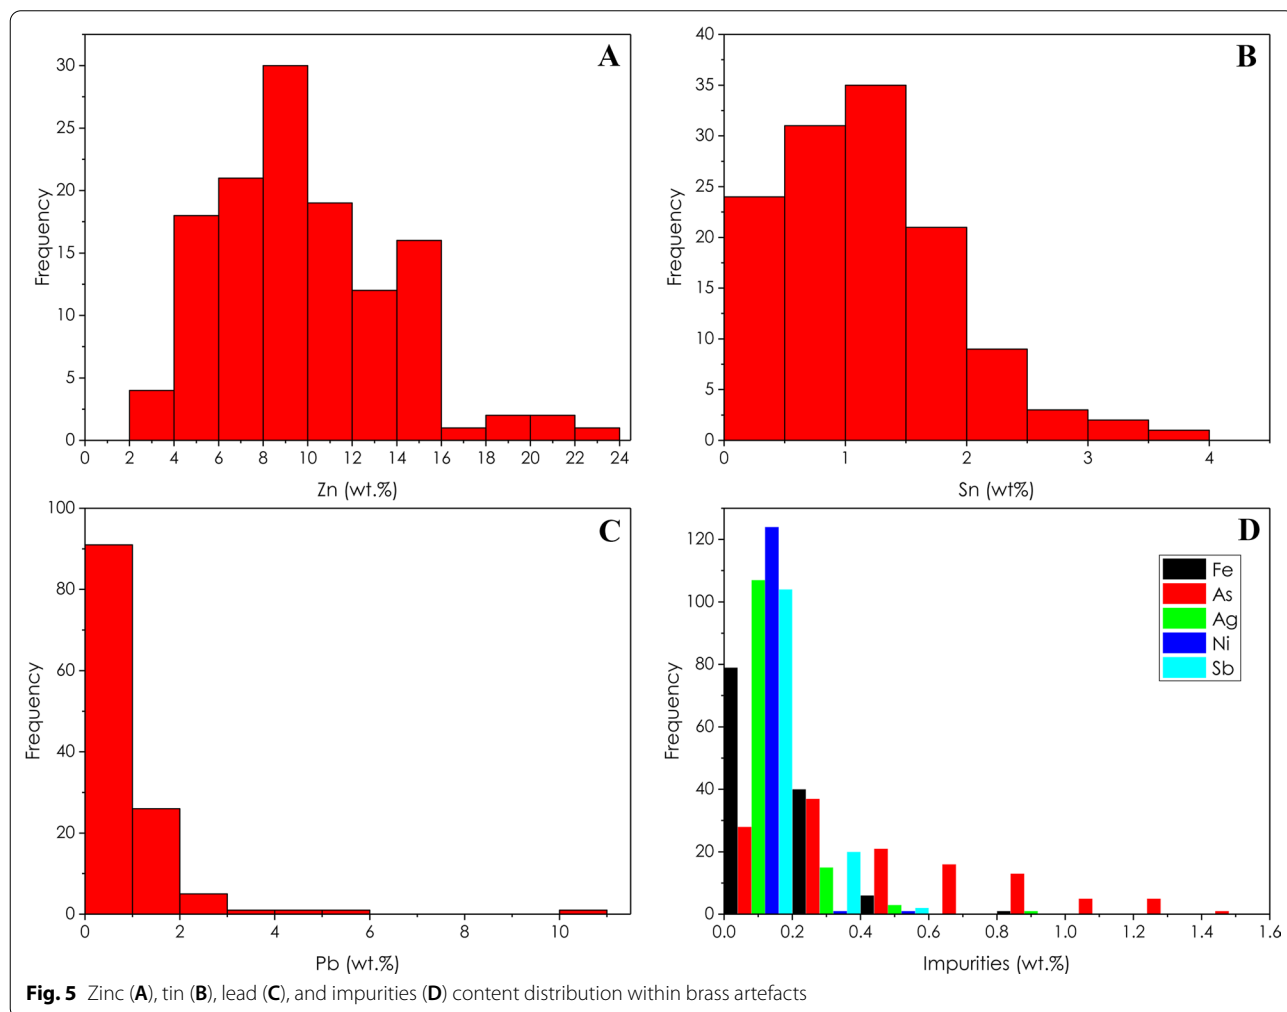 A
Frequency
30
25
20
15
10
5
0
0 2 4 6 8 10 12 14 16 18 20 22 24
Zn (wt.%)
B
Frequency
40
35
30
25
20
15
10
5
0
0 1 2 3 4
Sn (wt%)
C
Frequency
100
80
60
40
20
0
0 2 4 6 8 10
Pb (wt.%)
D
Frequency
120
100
80
60
40
20
0
0.0 0.2 0.4 0.6 0.8 1.0 1.2 1.4 1.6
Impurities (wt.%)
Fe
As
Ag
Ni
Sb
Fig. 5 Zinc (A), tin (B), lead (C), and impurities (D) content distribution within brass artefacts